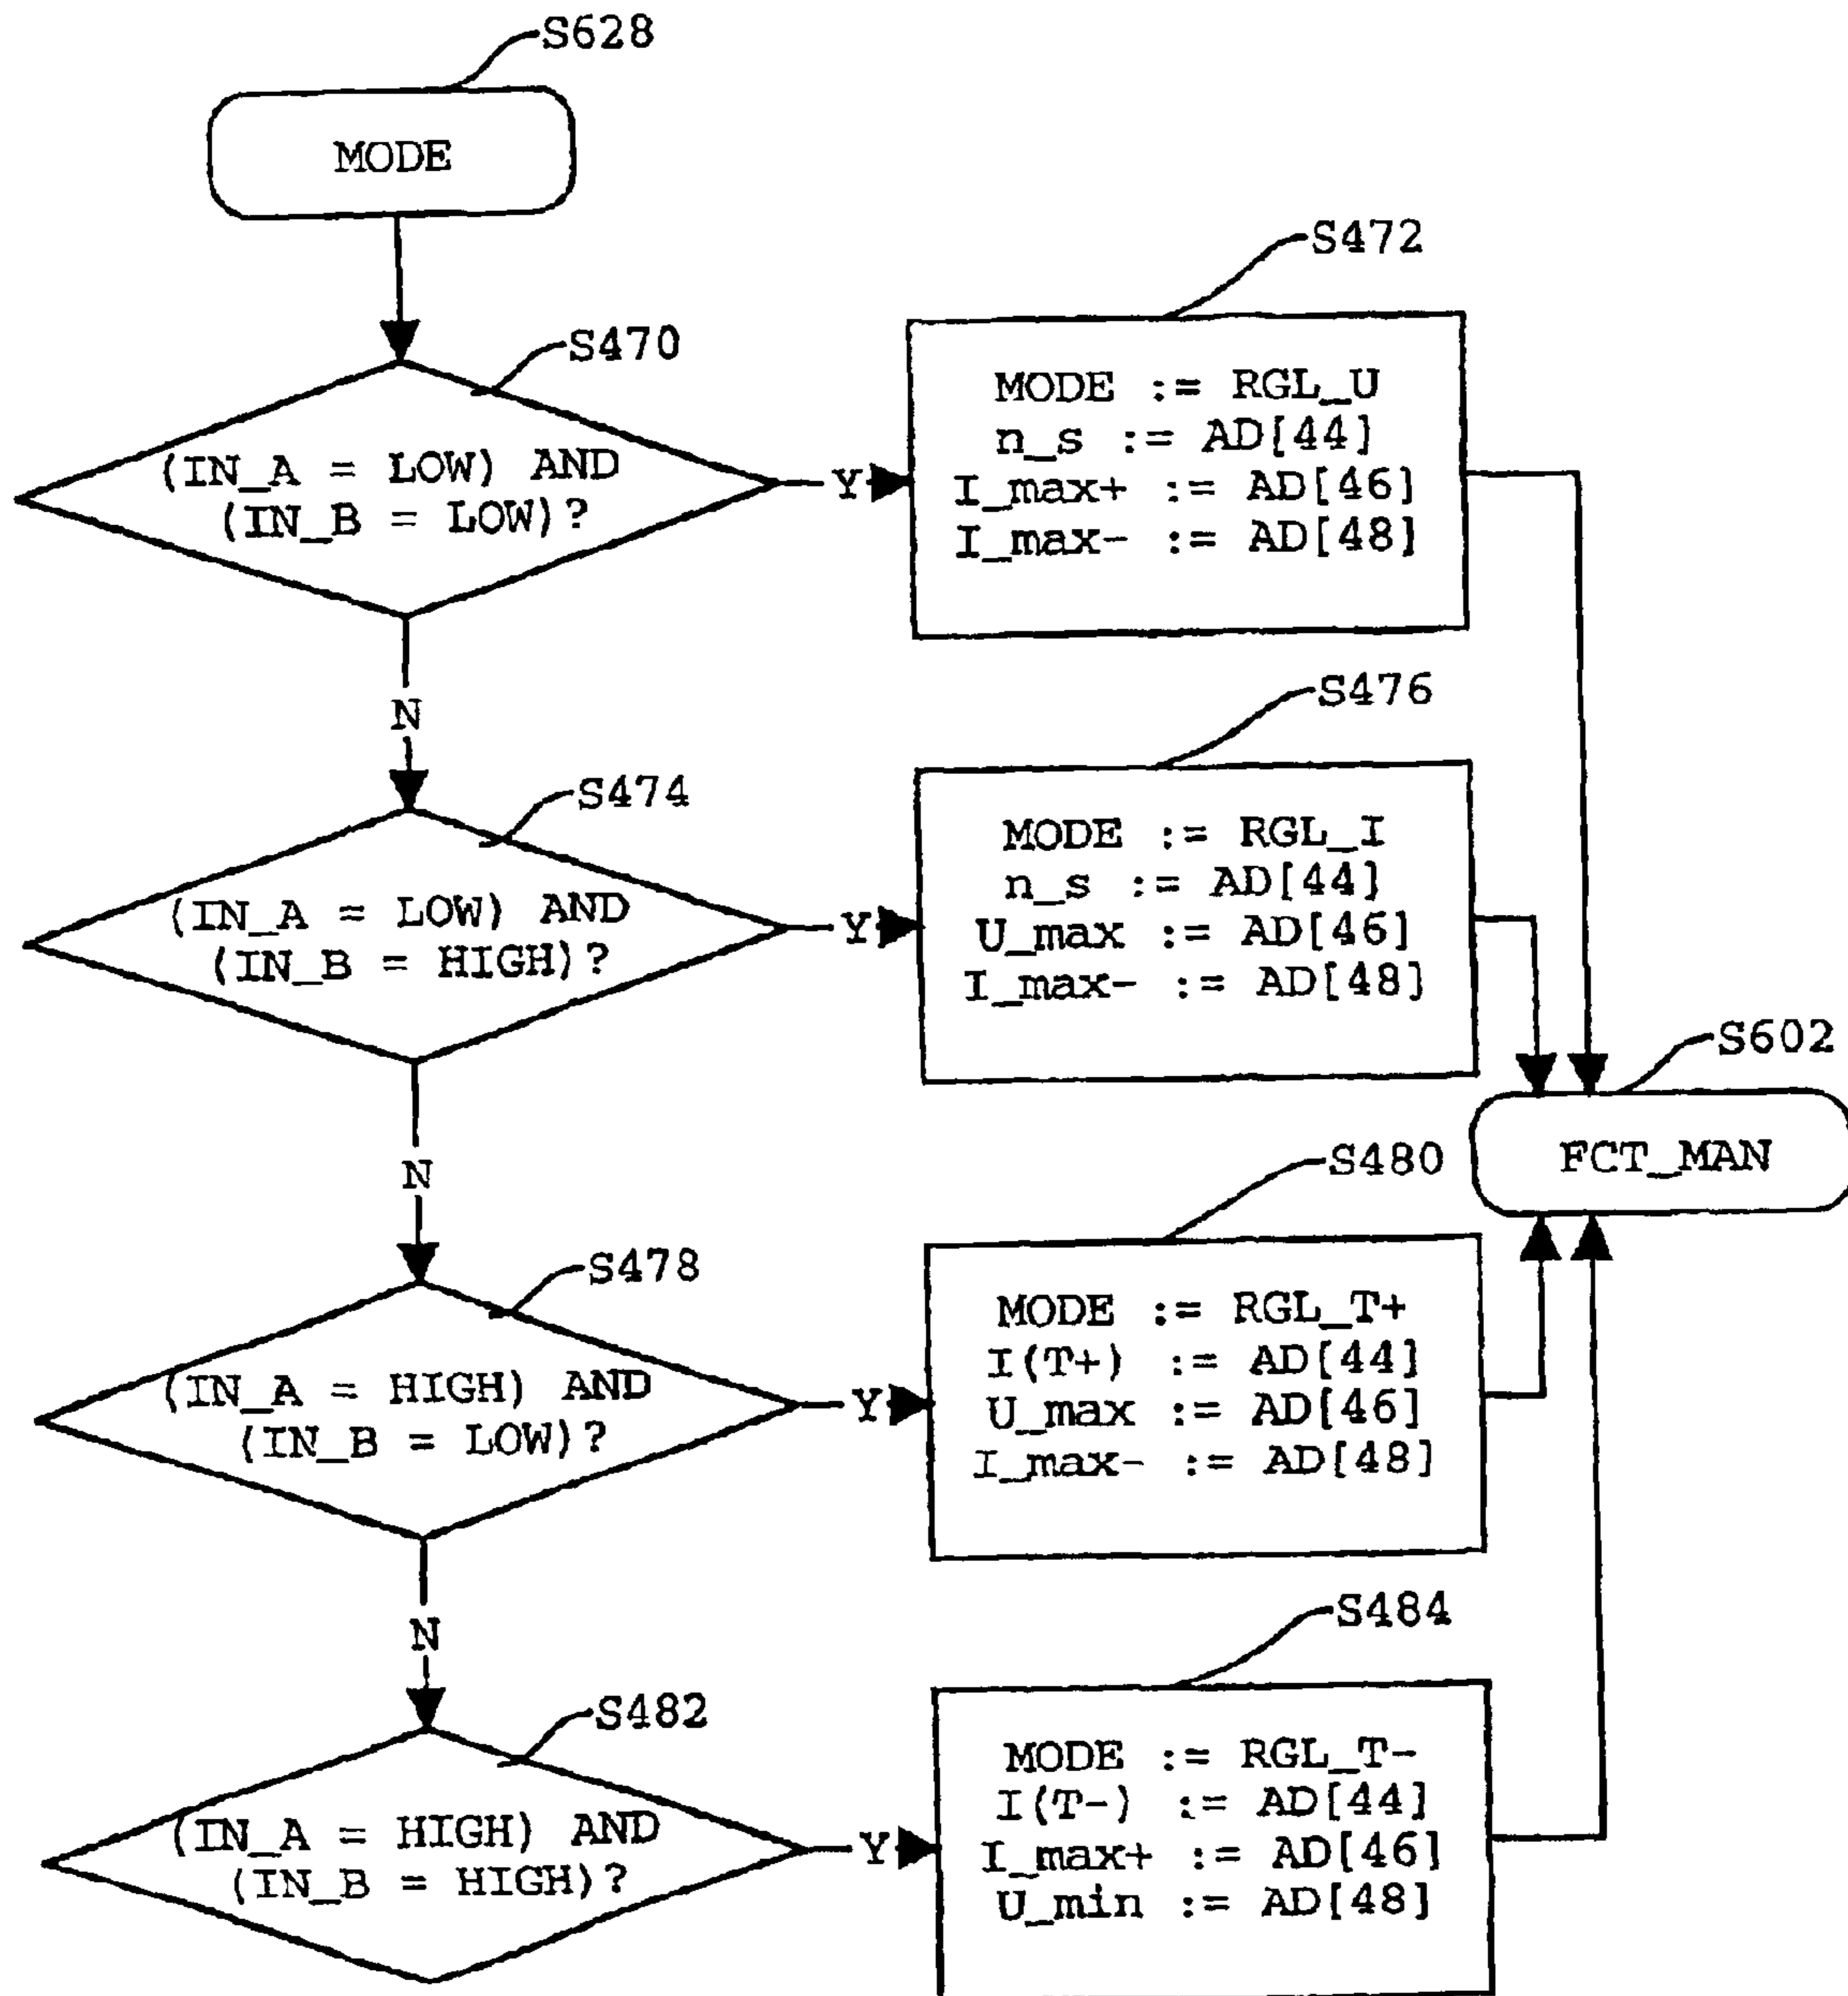 S628
MODE
S470
(IN_A = LOW) AND
(IN_B = LOW)?
Y
S472
MODE := RGL_U
n_s := AD[44]
I_max+ := AD[46]
I_max- := AD[48]
N
S474
(IN_A = LOW) AND
(IN_B = HIGH)?
Y
S476
MODE := RGL_I
n_s := AD[44]
U_max := AD[46]
I_max- := AD[48]
S602
FCT_MAN
N
S478
(IN_A = HIGH) AND
(IN_B = LOW)?
Y
S480
MODE := RGL_T+
I(T+) := AD[44]
U_max := AD[46]
I_max- := AD[48]
N
S482
(IN_A = HIGH) AND
(IN_B = HIGH)?
Y
S484
MODE := RGL_T-
I(T-) := AD[44]
I_max+ := AD[46]
U_min := AD[48]